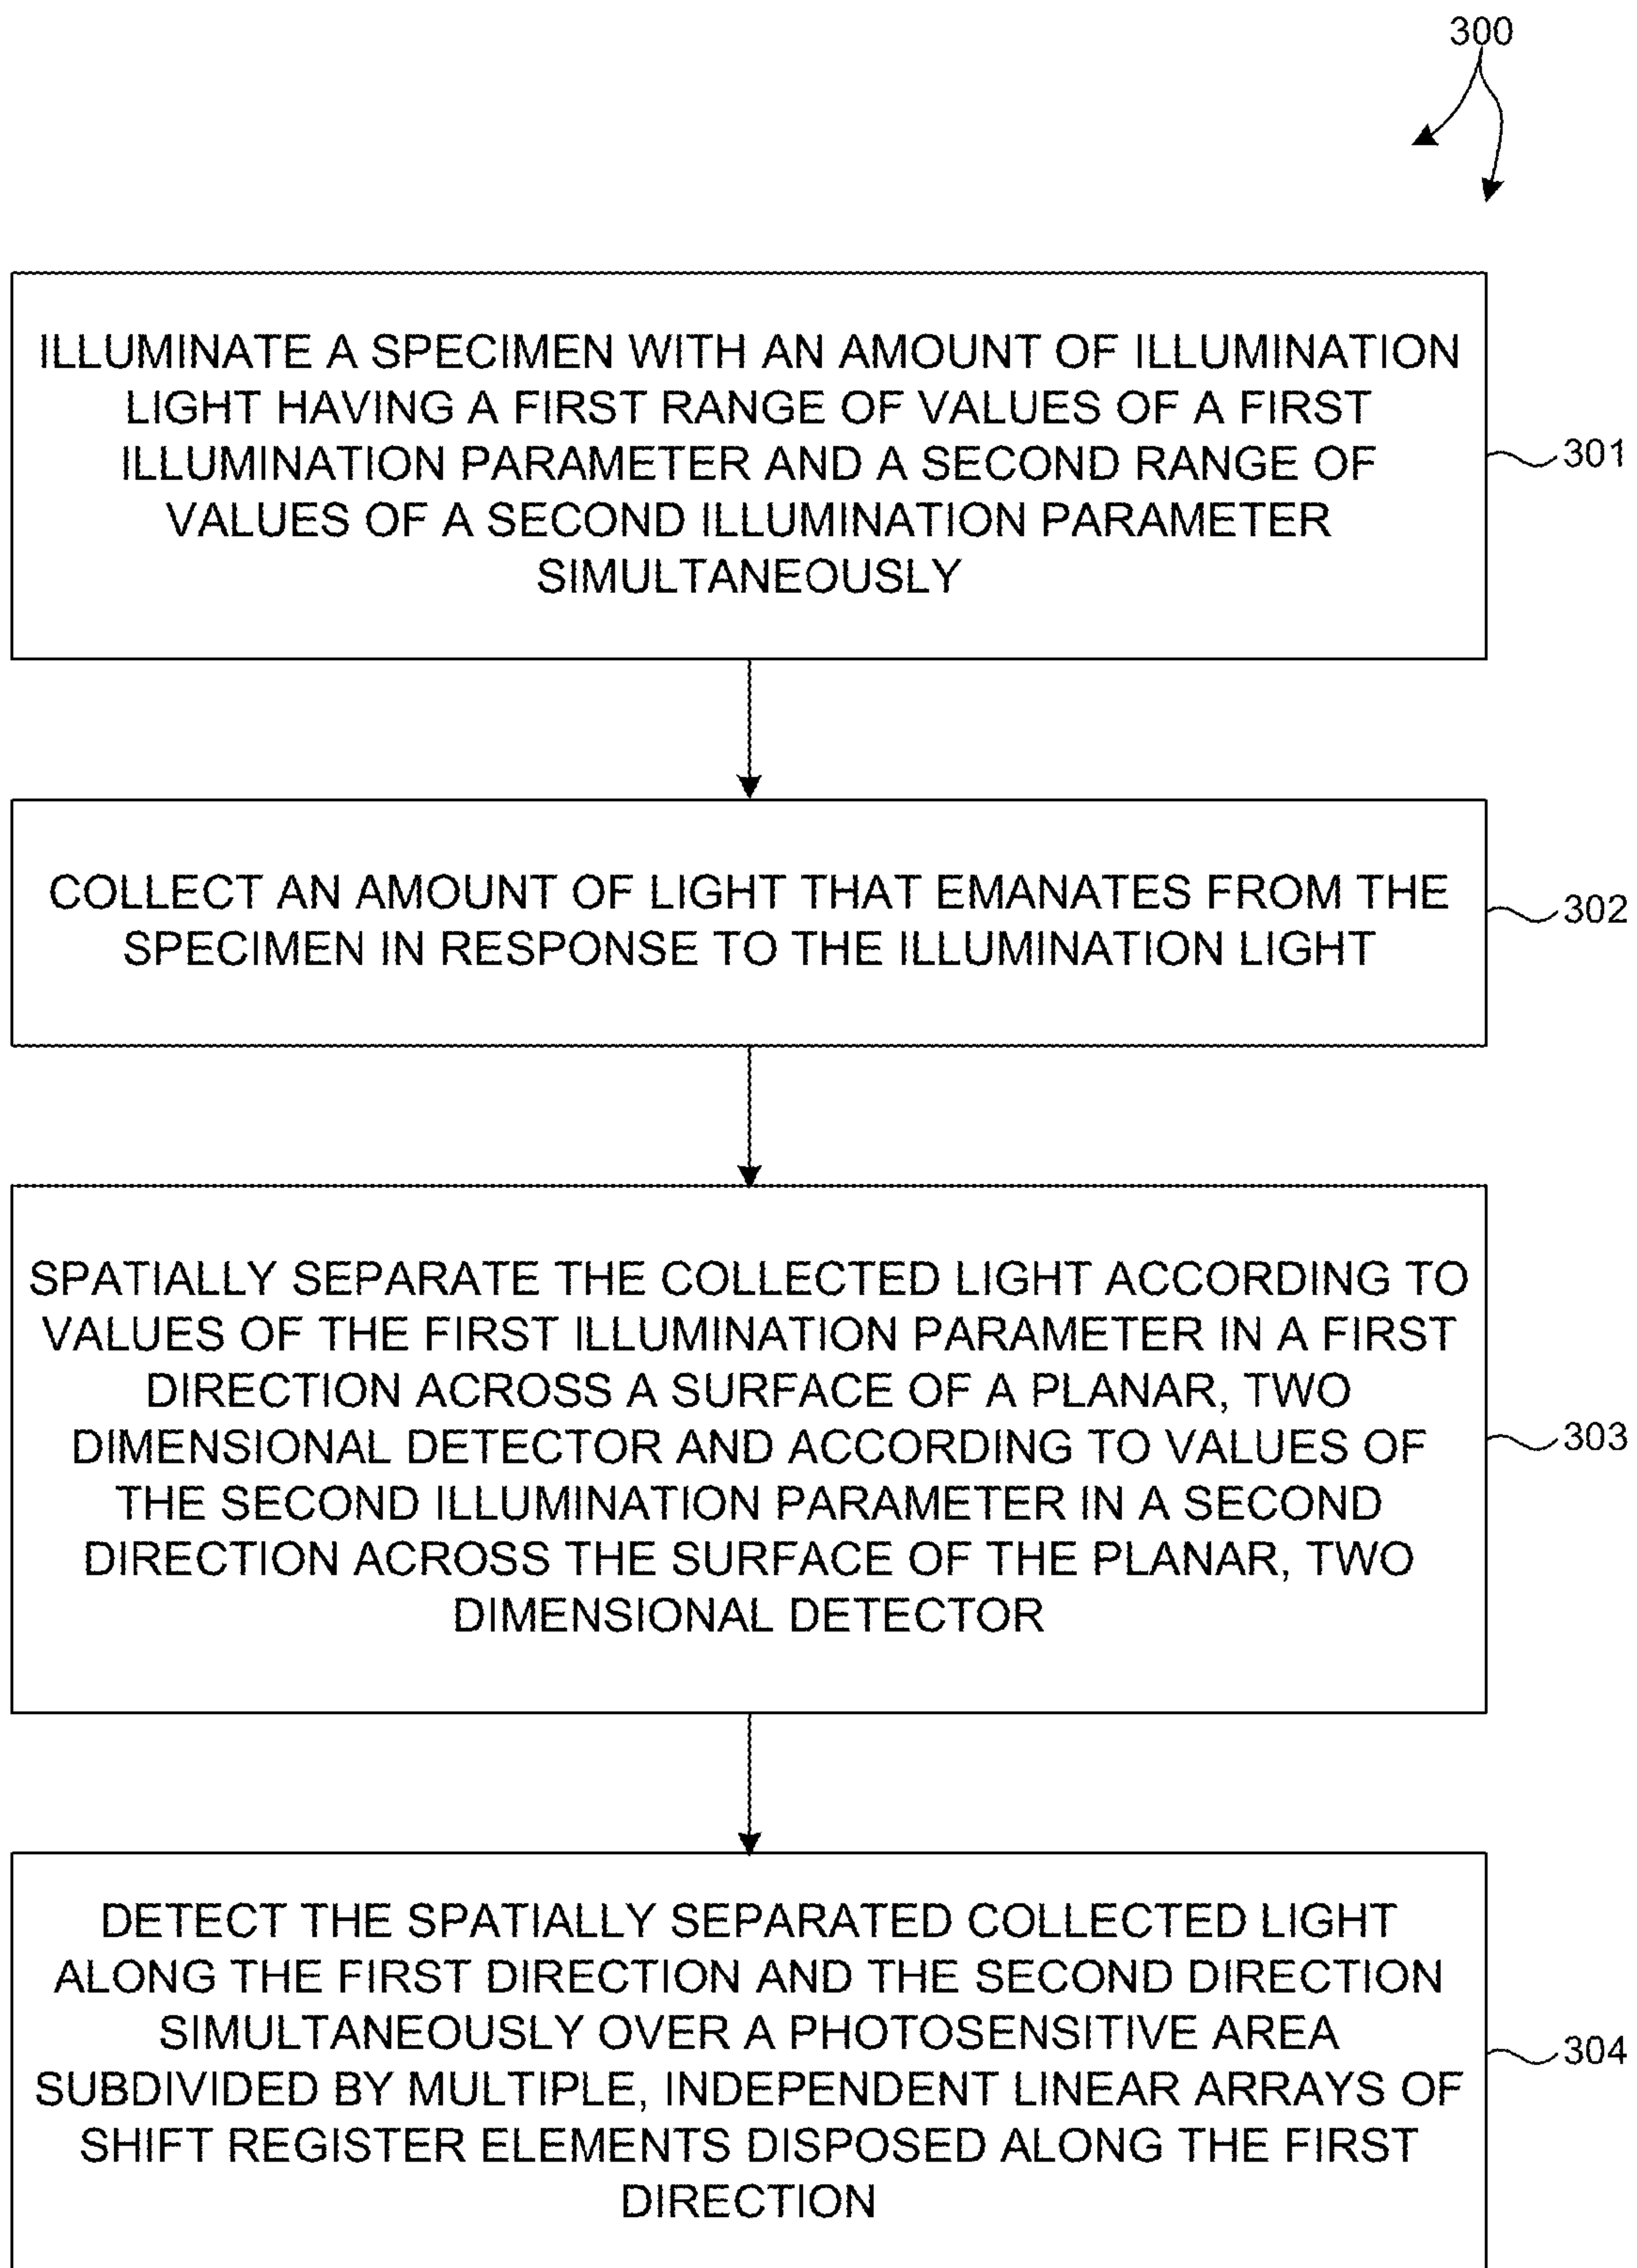 300
ILLUMINATE A SPECIMEN WITH AN AMOUNT OF ILLUMINATION
LIGHT HAVING A FIRST RANGE OF VALUES OF A FIRST
ILLUMINATION PARAMETER AND A SECOND RANGE OF
VALUES OF A SECOND ILLUMINATION PARAMETER
SIMULTANEOUSLY
301
COLLECT AN AMOUNT OF LIGHT THAT EMANATES FROM THE
SPECIMEN IN RESPONSE TO THE ILLUMINATION LIGHT
302
SPATIALLY SEPARATE THE COLLECTED LIGHT ACCORDING TO
VALUES OF THE FIRST ILLUMINATION PARAMETER IN A FIRST
DIRECTION ACROSS A SURFACE OF A PLANAR, TWO
DIMENSIONAL DETECTOR AND ACCORDING TO VALUES OF
THE SECOND ILLUMINATION PARAMETER IN A SECOND
DIRECTION ACROSS THE SURFACE OF THE PLANAR, TWO
DIMENSIONAL DETECTOR
303
DETECT THE SPATIALLY SEPARATED COLLECTED LIGHT
ALONG THE FIRST DIRECTION AND THE SECOND DIRECTION
SIMULTANEOUSLY OVER A PHOTOSENSITIVE AREA
SUBDIVIDED BY MULTIPLE, INDEPENDENT LINEAR ARRAYS OF
SHIFT REGISTER ELEMENTS DISPOSED ALONG THE FIRST
DIRECTION
304